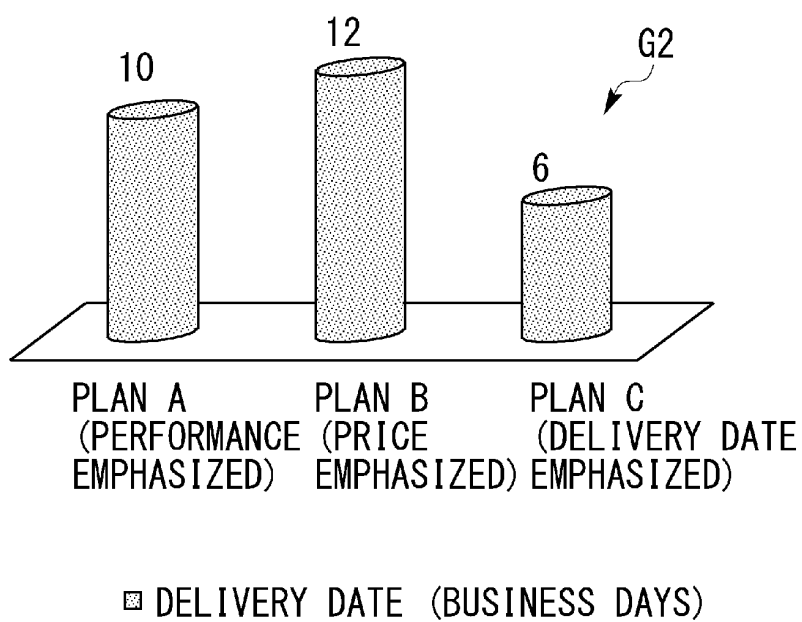 10
12
6
G2
PLAN A
(PERFORMANCE
EMPHASIZED)
PLAN B
(PRICE
EMPHASIZED)
PLAN C
(DELIVERY DATE
EMPHASIZED)
DELIVERY DATE (BUSINESS DAYS)